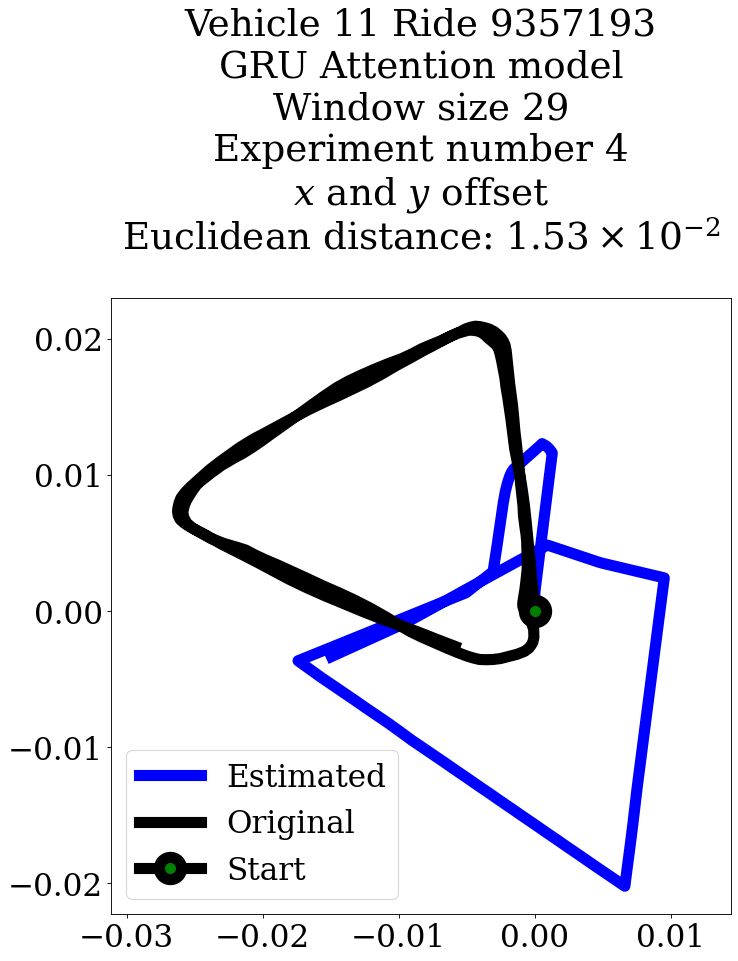 Vehicle 11 Ride 9357193
GRU Attention model
Window size 29
Experiment number 4
x and y offset
Euclidean distance: 1.53 × 10⁻²
0.02
0.01
0.00
−0.01
−0.02
Estimated
Original
Start
−0.03 −0.02 −0.01 0.00 0.01